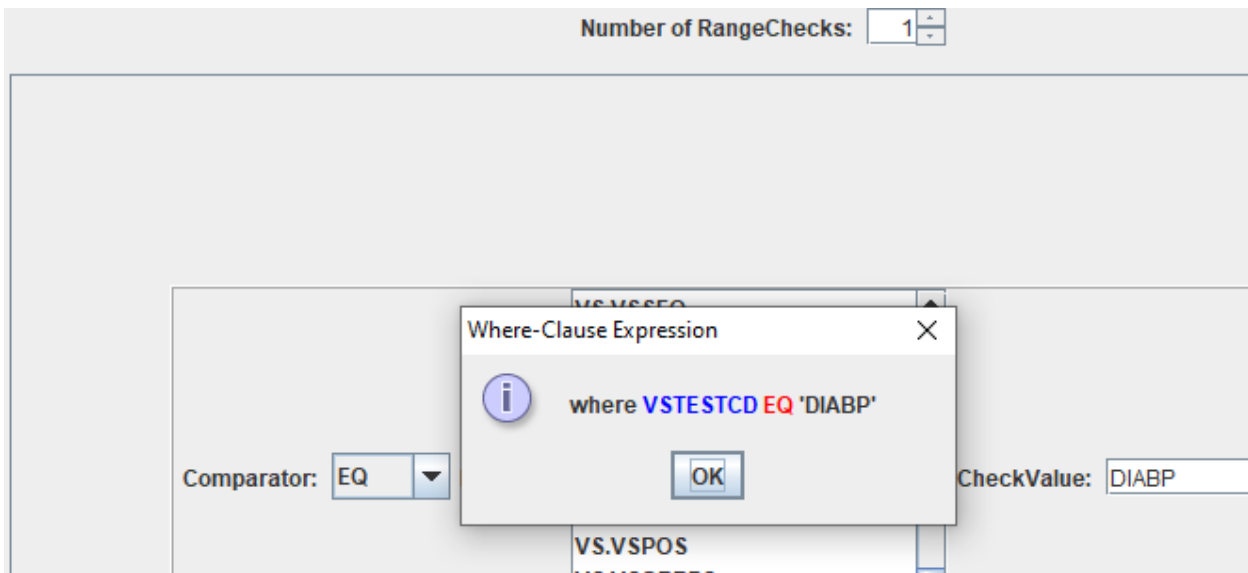 Number of RangeChecks: 1
Where-Clause Expression
where VSTESTCD EQ 'DIABP'
Comparator: EQ
OK
CheckValue: DIABP
VS.VSPOS